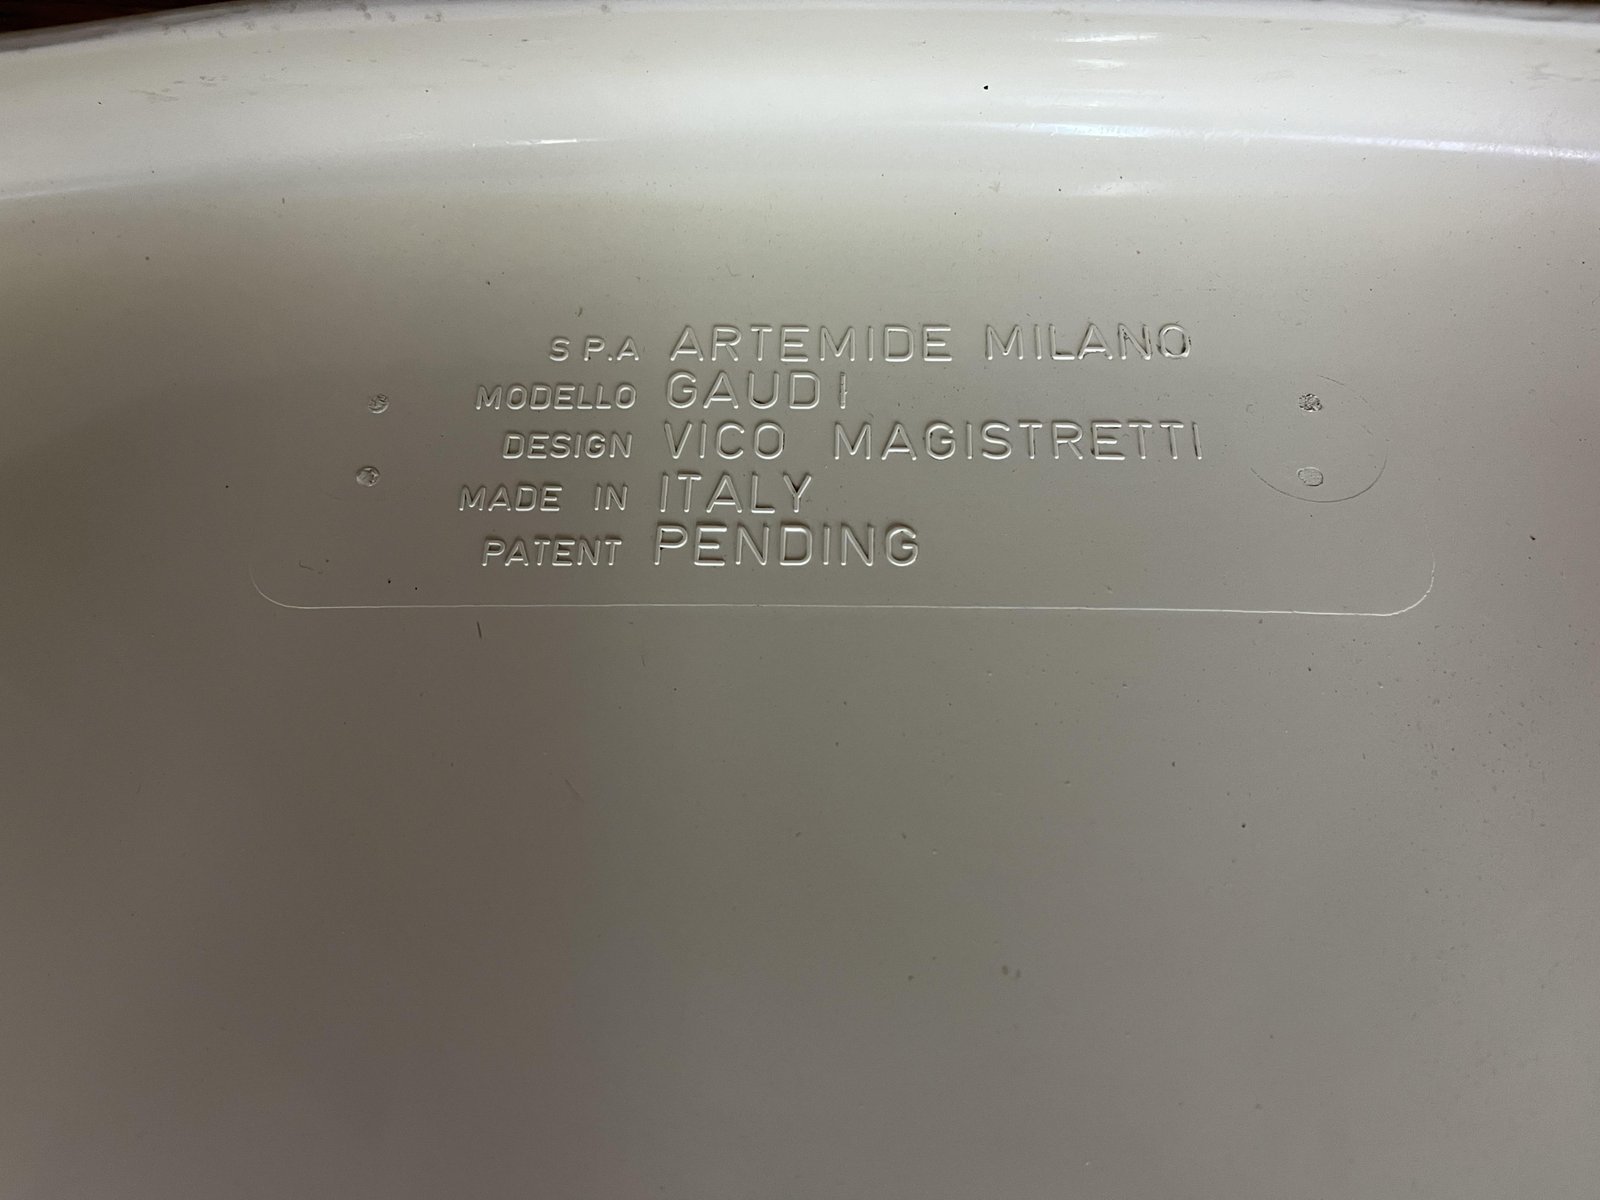 S P.A ARTEMIDE MILANO
MODELLO GAUDI
DESIGN VICO MAGISTRETTI
MADE IN ITALY
PATENT PENDING